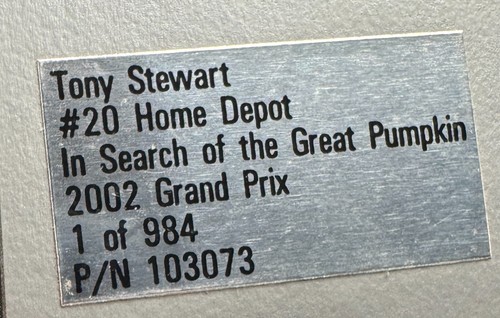 Tony Stewart
#20 Home Depot
In Search of the Great Pumpkin
2002 Grand Prix
1 of 984
P/N 103073